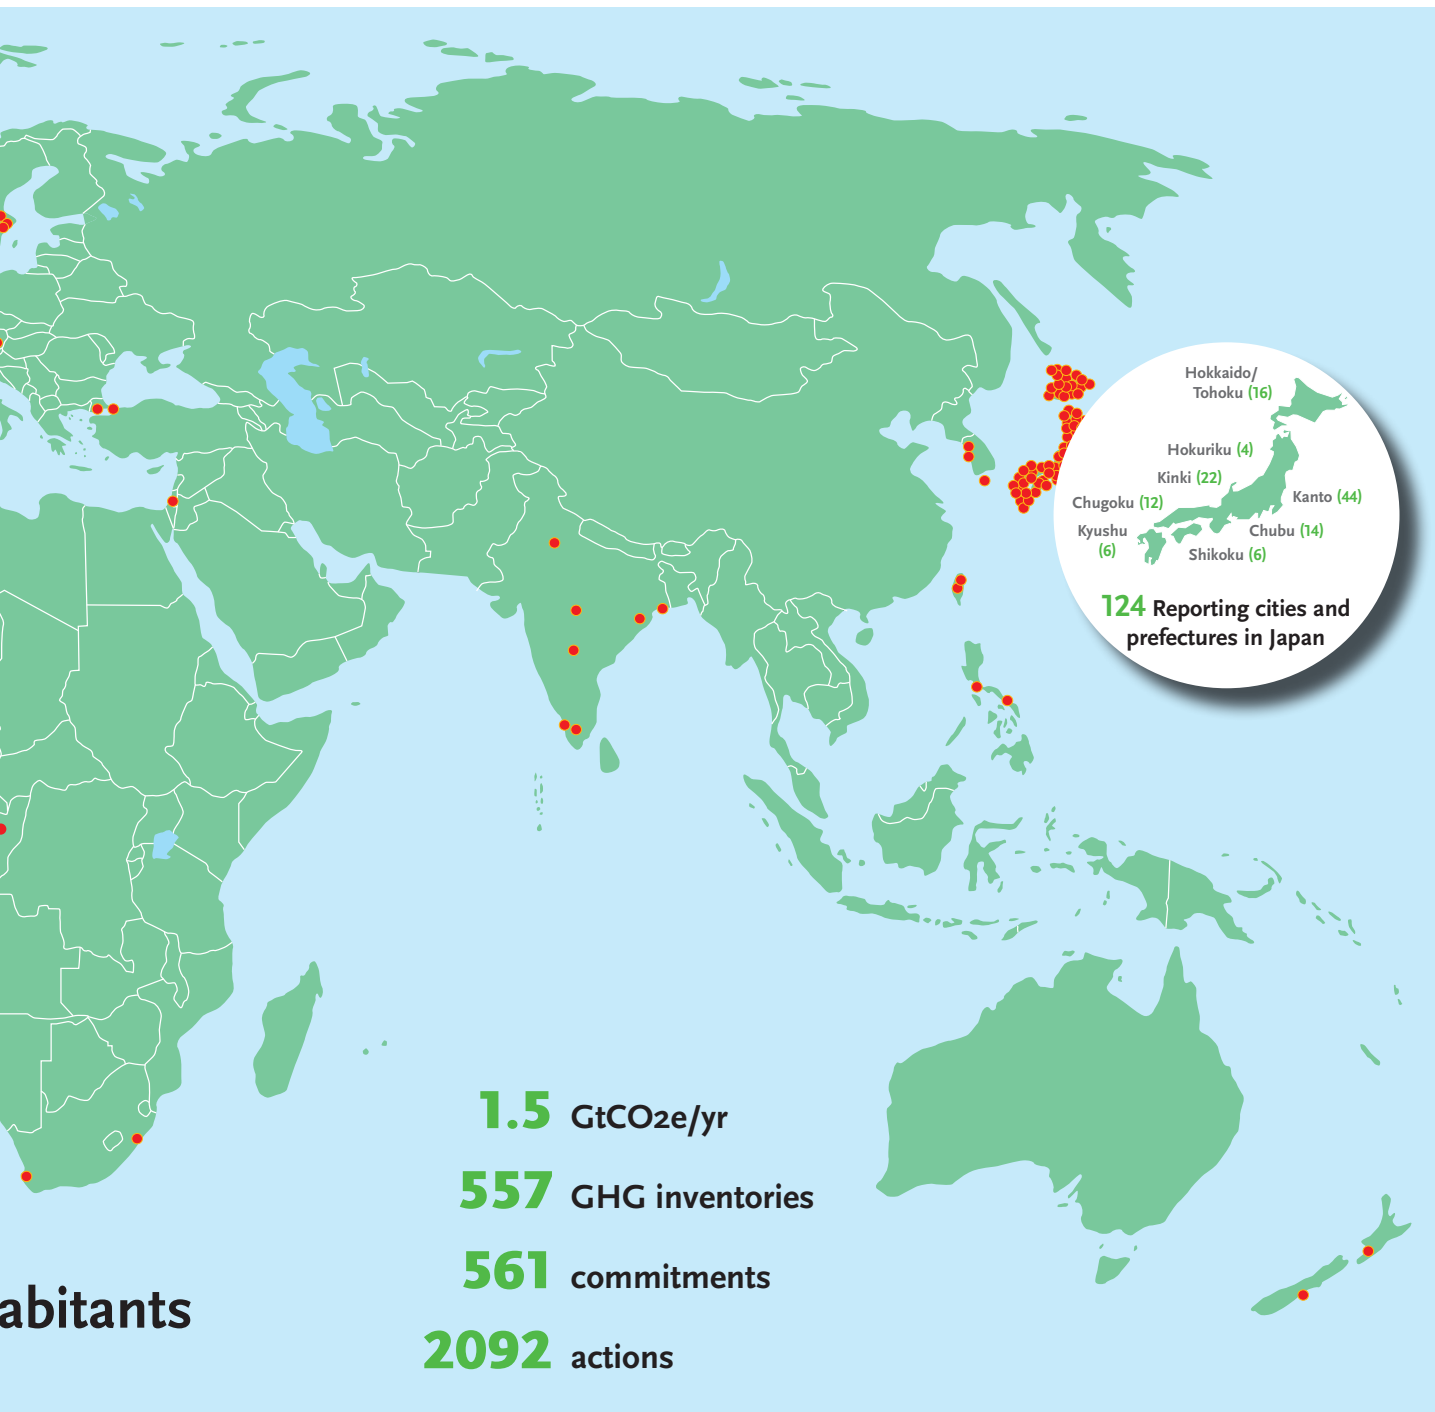 Hokkaido/
Tohoku (16)
Hokuriku (4)
Kinki (22)
Kanto (44)
Chugoku (12)
Kyushu
(6)
Chubu (14)
Shikoku (6)
124 Reporting cities and
prefectures in Japan
1.5 GtCO2e/yr
557 GHG inventories
561 commitments
abitants
2092 actions